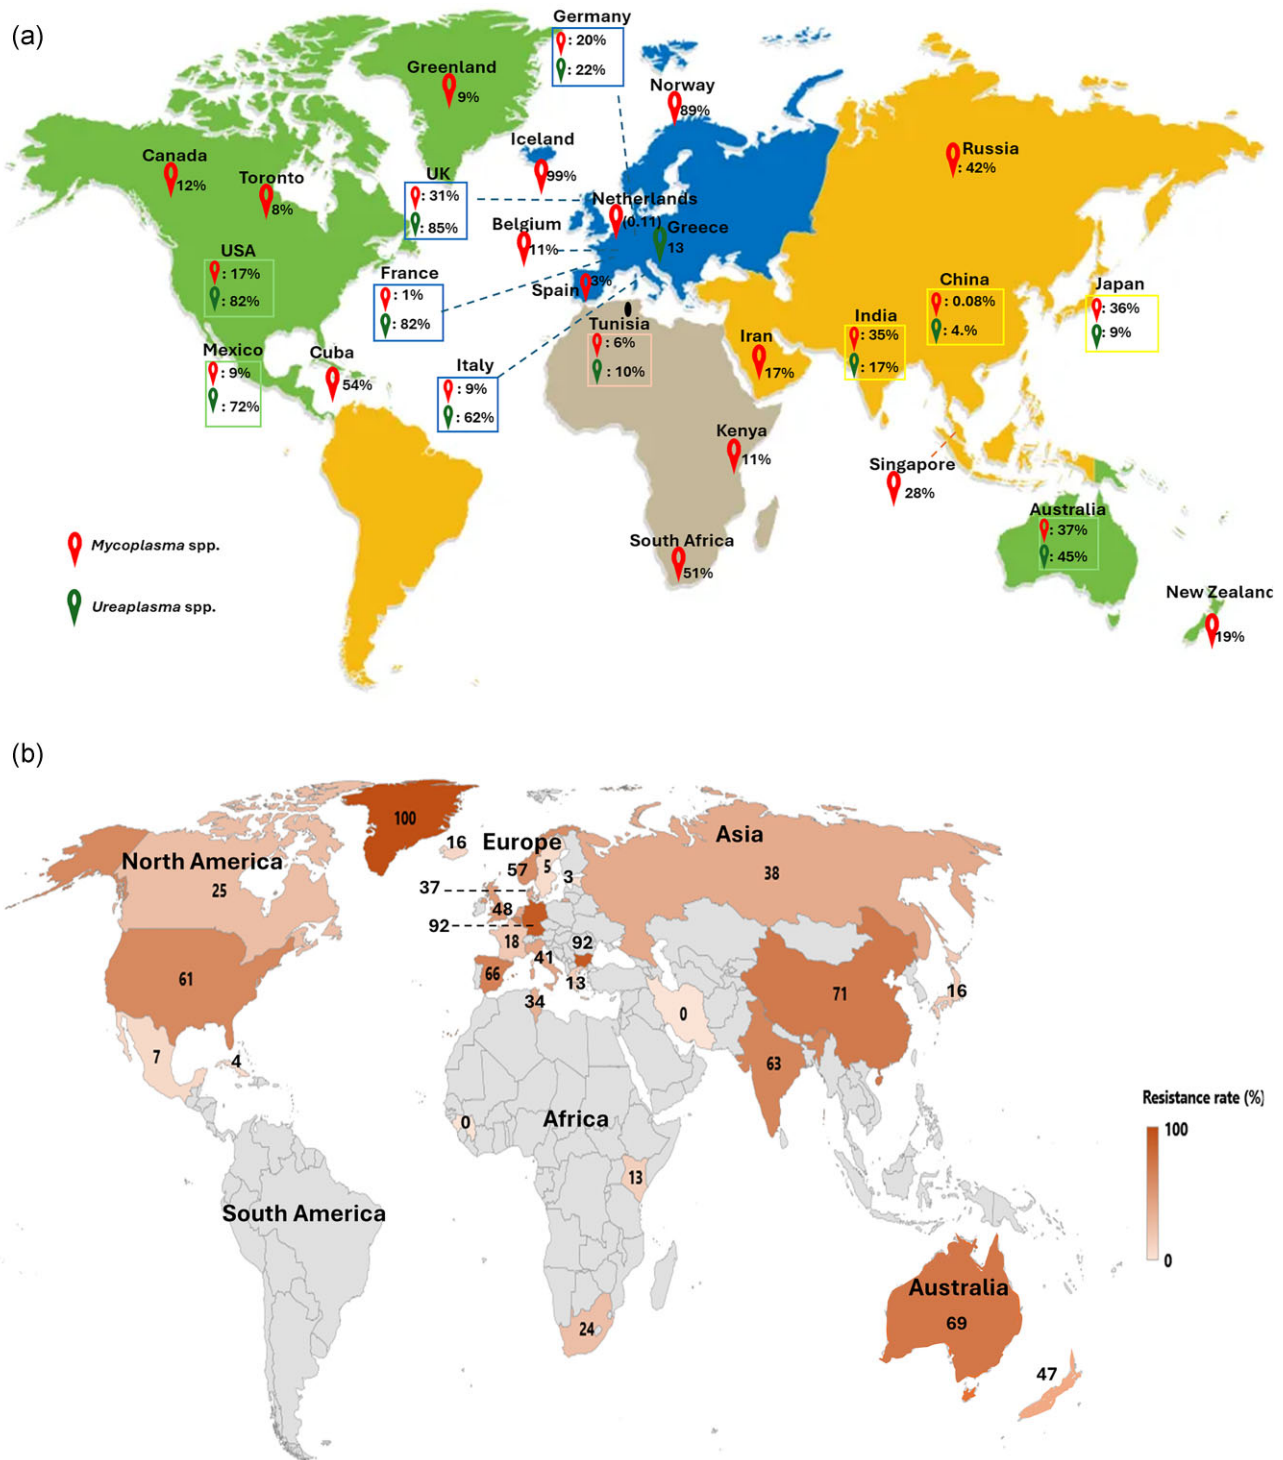 (a)
Germany
: 20%
: 22%
Greenland
9%
Norway
89%
Iceland
99%
Canada
12%
Toronto
8%
Russia
: 42%
UK
: 31%
: 85%
Netherlands
(0.11)
Belgium
11%
Greece
13
USA
: 17%
: 82%
France
: 1%
: 82%
Spain
3%
China
: 0.08%
: 4.%
Japan
: 36%
: 9%
India
: 35%
: 17%
Tunisia
: 6%
: 10%
Iran
17%
Mexico
: 9%
: 72%
Cuba
54%
Italy
: 9%
: 62%
Kenya
11%
Singapore
28%
Australia
: 37%
: 45%
South Africa
51%
New Zealand
19%
Mycoplasma spp.
Ureaplasma spp.
(b)
100
16
Europe
Asia
North America
25
57
5
3
38
37
48
92
18
92
41
61
66
13
34
71
16
0
7
4
63
0
Africa
13
South America
Resistance rate (%)
100
0
Australia
69
24
47